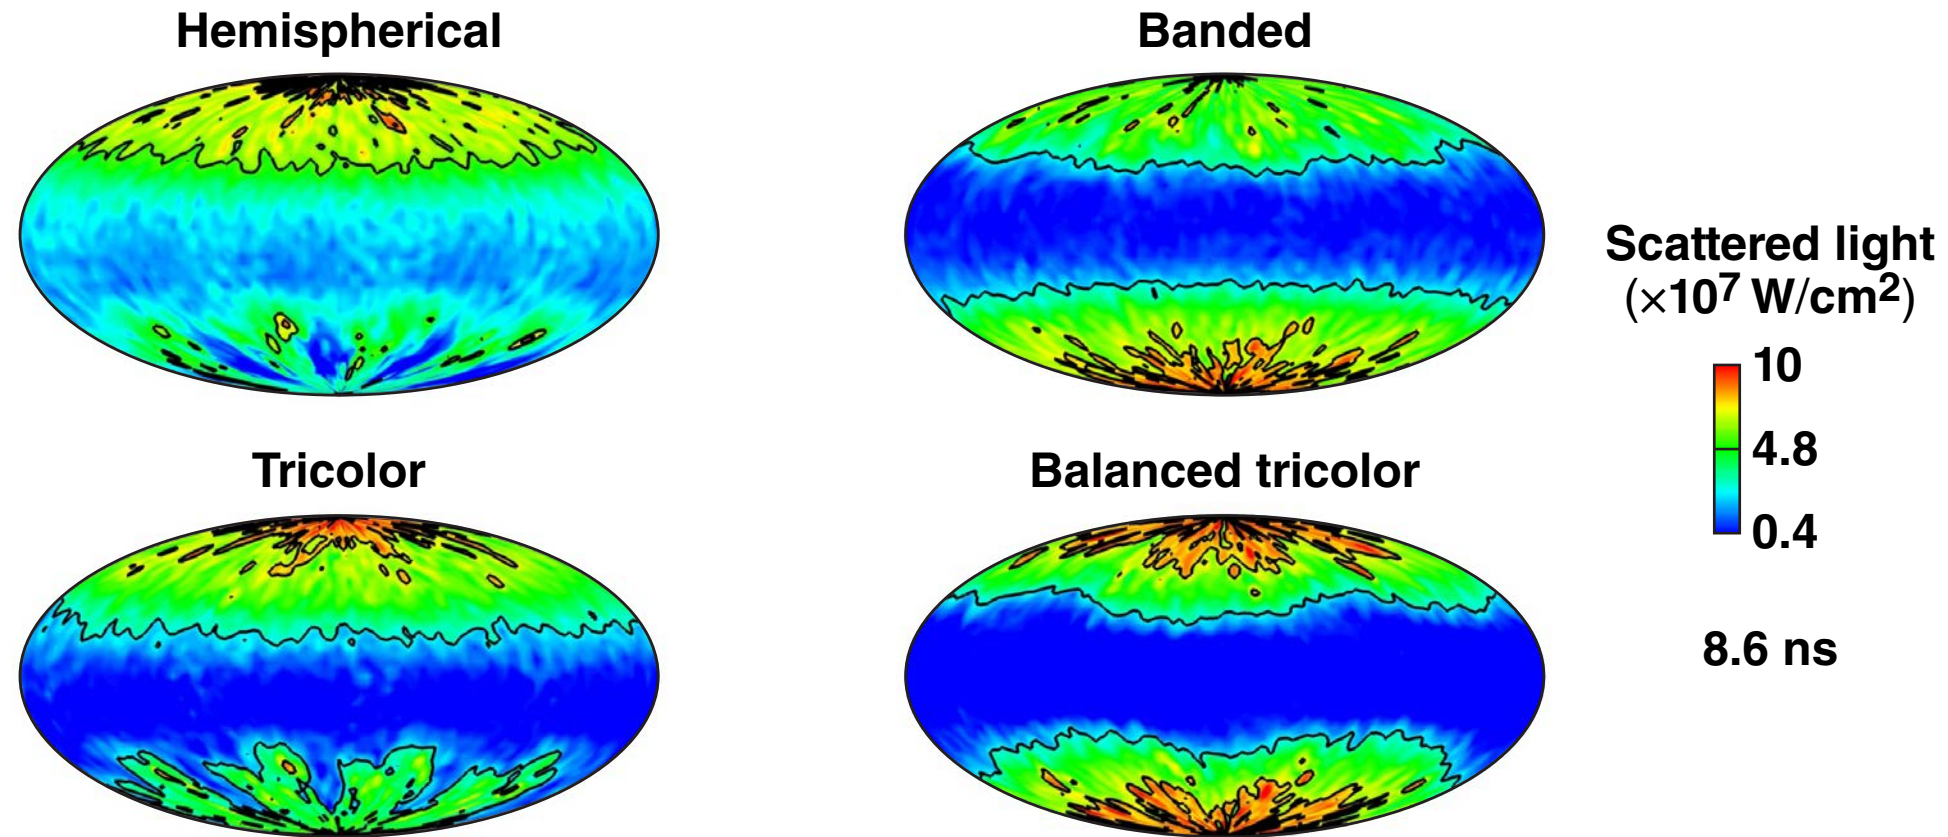 Hemispherical
Banded
Scattered light
(×10⁷ W/cm²)
10
4.8
0.4
Tricolor
Balanced tricolor
8.6 ns